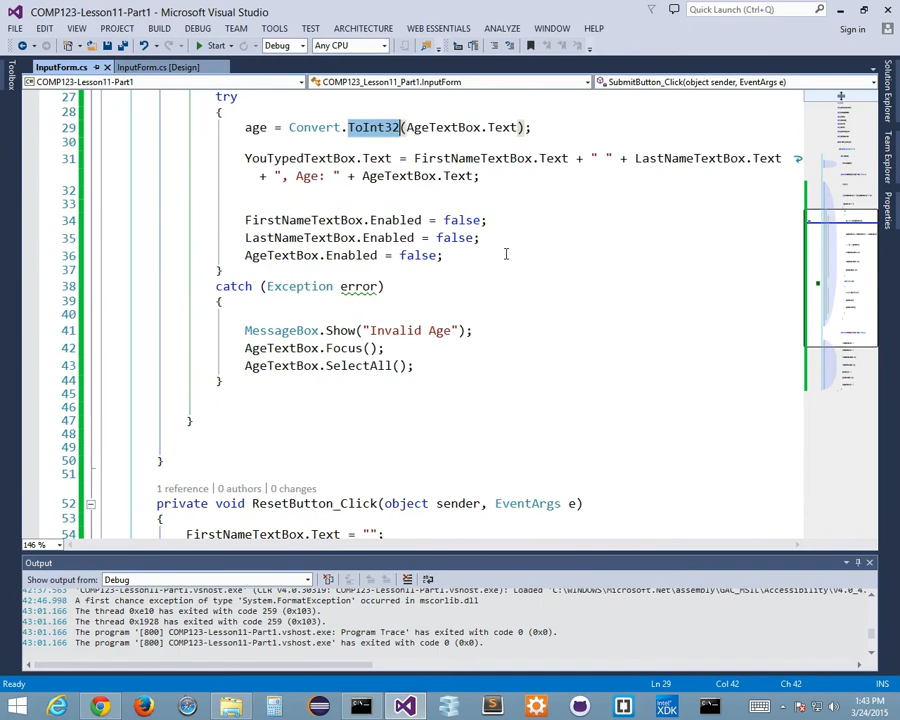 COMP123-Lesson11-Part1 - Microsoft Visual Studio
Quick Launch (Ctrl+Q)
FILE EDIT VIEW PROJECT BUILD DEBUG TEAM TOOLS TEST ARCHITECTURE WEB ESSENTIALS ANALYZE WINDOW HELP
Sign in
Start Debug Any CPU
Toolbox
InputForm.cs
InputForm.cs [Design]
COMP123-Lesson11-Part1
COMP123_Lesson11_Part1.InputForm
SubmitButton_Click(object sender, EventArgs e)
Solution Explorer
Team Explorer
Properties
27 try
28 {
29 age = Convert.ToInt32(AgeTextBox.Text);
30
31 YouTypedTextBox.Text = FirstNameTextBox.Text + " " + LastNameTextBox.Text
+ ", Age: " + AgeTextBox.Text;
32
33
34 FirstNameTextBox.Enabled = false;
35 LastNameTextBox.Enabled = false;
36 AgeTextBox.Enabled = false;
37 }
38 catch (Exception error)
39 {
40
41 MessageBox.Show("Invalid Age");
42 AgeTextBox.Focus();
43 AgeTextBox.SelectAll();
44 }
45
46
47 }
48
49
50 }
51
1 reference | 0 authors | 0 changes
52 private void ResetButton_Click(object sender, EventArgs e)
53 {
54 FirstNameTextBox.Text = "";
146 %
Output
Show output from: Debug
42:46.998 A first chance exception of type 'System.FormatException' occurred in mscorlib.dll
43:01.166 The thread 0xe10 has exited with code 259 (0x103).
43:01.166 The thread 0x1928 has exited with code 259 (0x103).
43:01.166 The program '[800] COMP123-Lesson11-Part1.vshost.exe: Program Trace' has exited with code 0 (0x0).
43:01.166 The program '[800] COMP123-Lesson11-Part1.vshost.exe' has exited with code 0 (0x0).
Ready
Ln 29 Col 42 Ch 42 INS
1:43 PM
3/24/2015